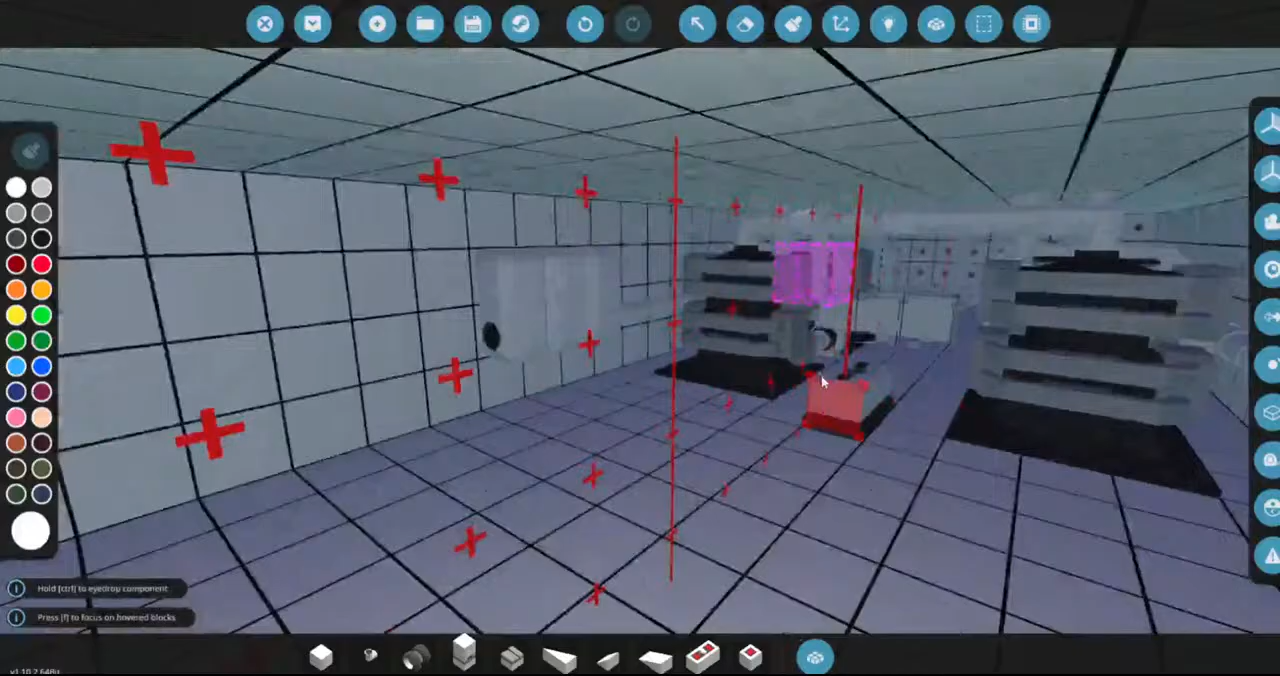 Hold [ctrl] to eyedrop component
Press [f] to focus on hovered blocks